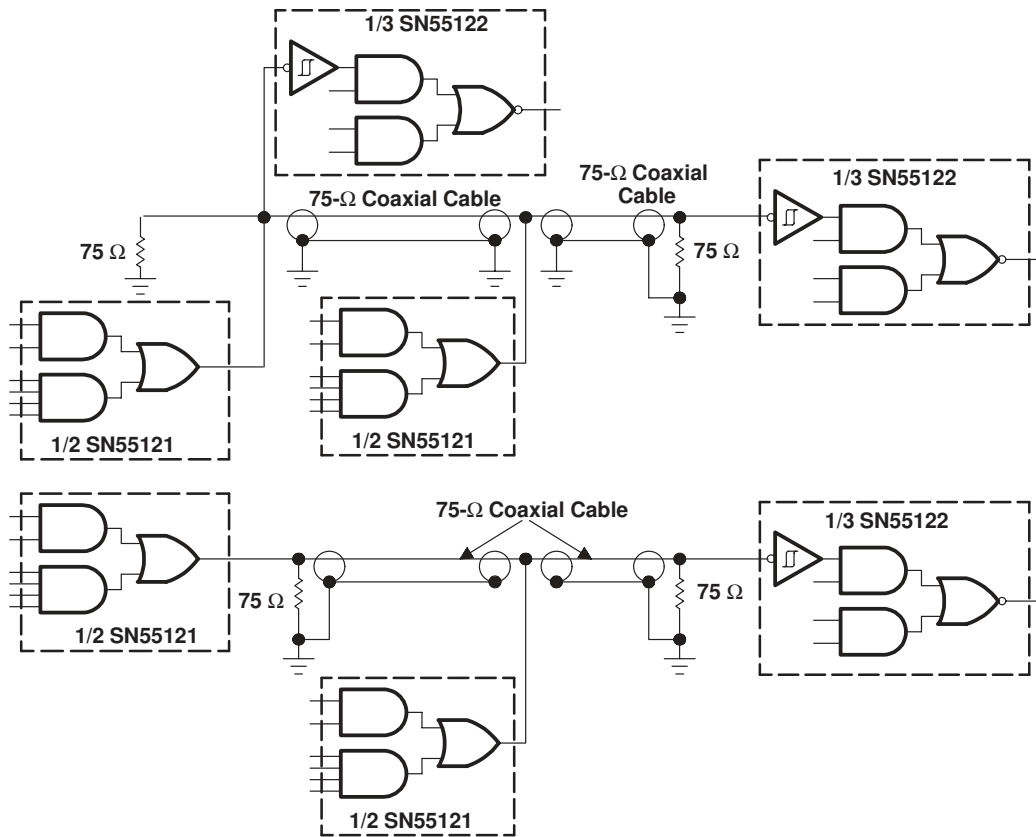 1/3 SN55122
75-Ω Coaxial Cable
75-Ω Coaxial
Cable
1/3 SN55122
75 Ω
75 Ω
1/2 SN55121
1/2 SN55121
75-Ω Coaxial Cable
1/3 SN55122
75 Ω
75 Ω
1/2 SN55121
1/2 SN55121